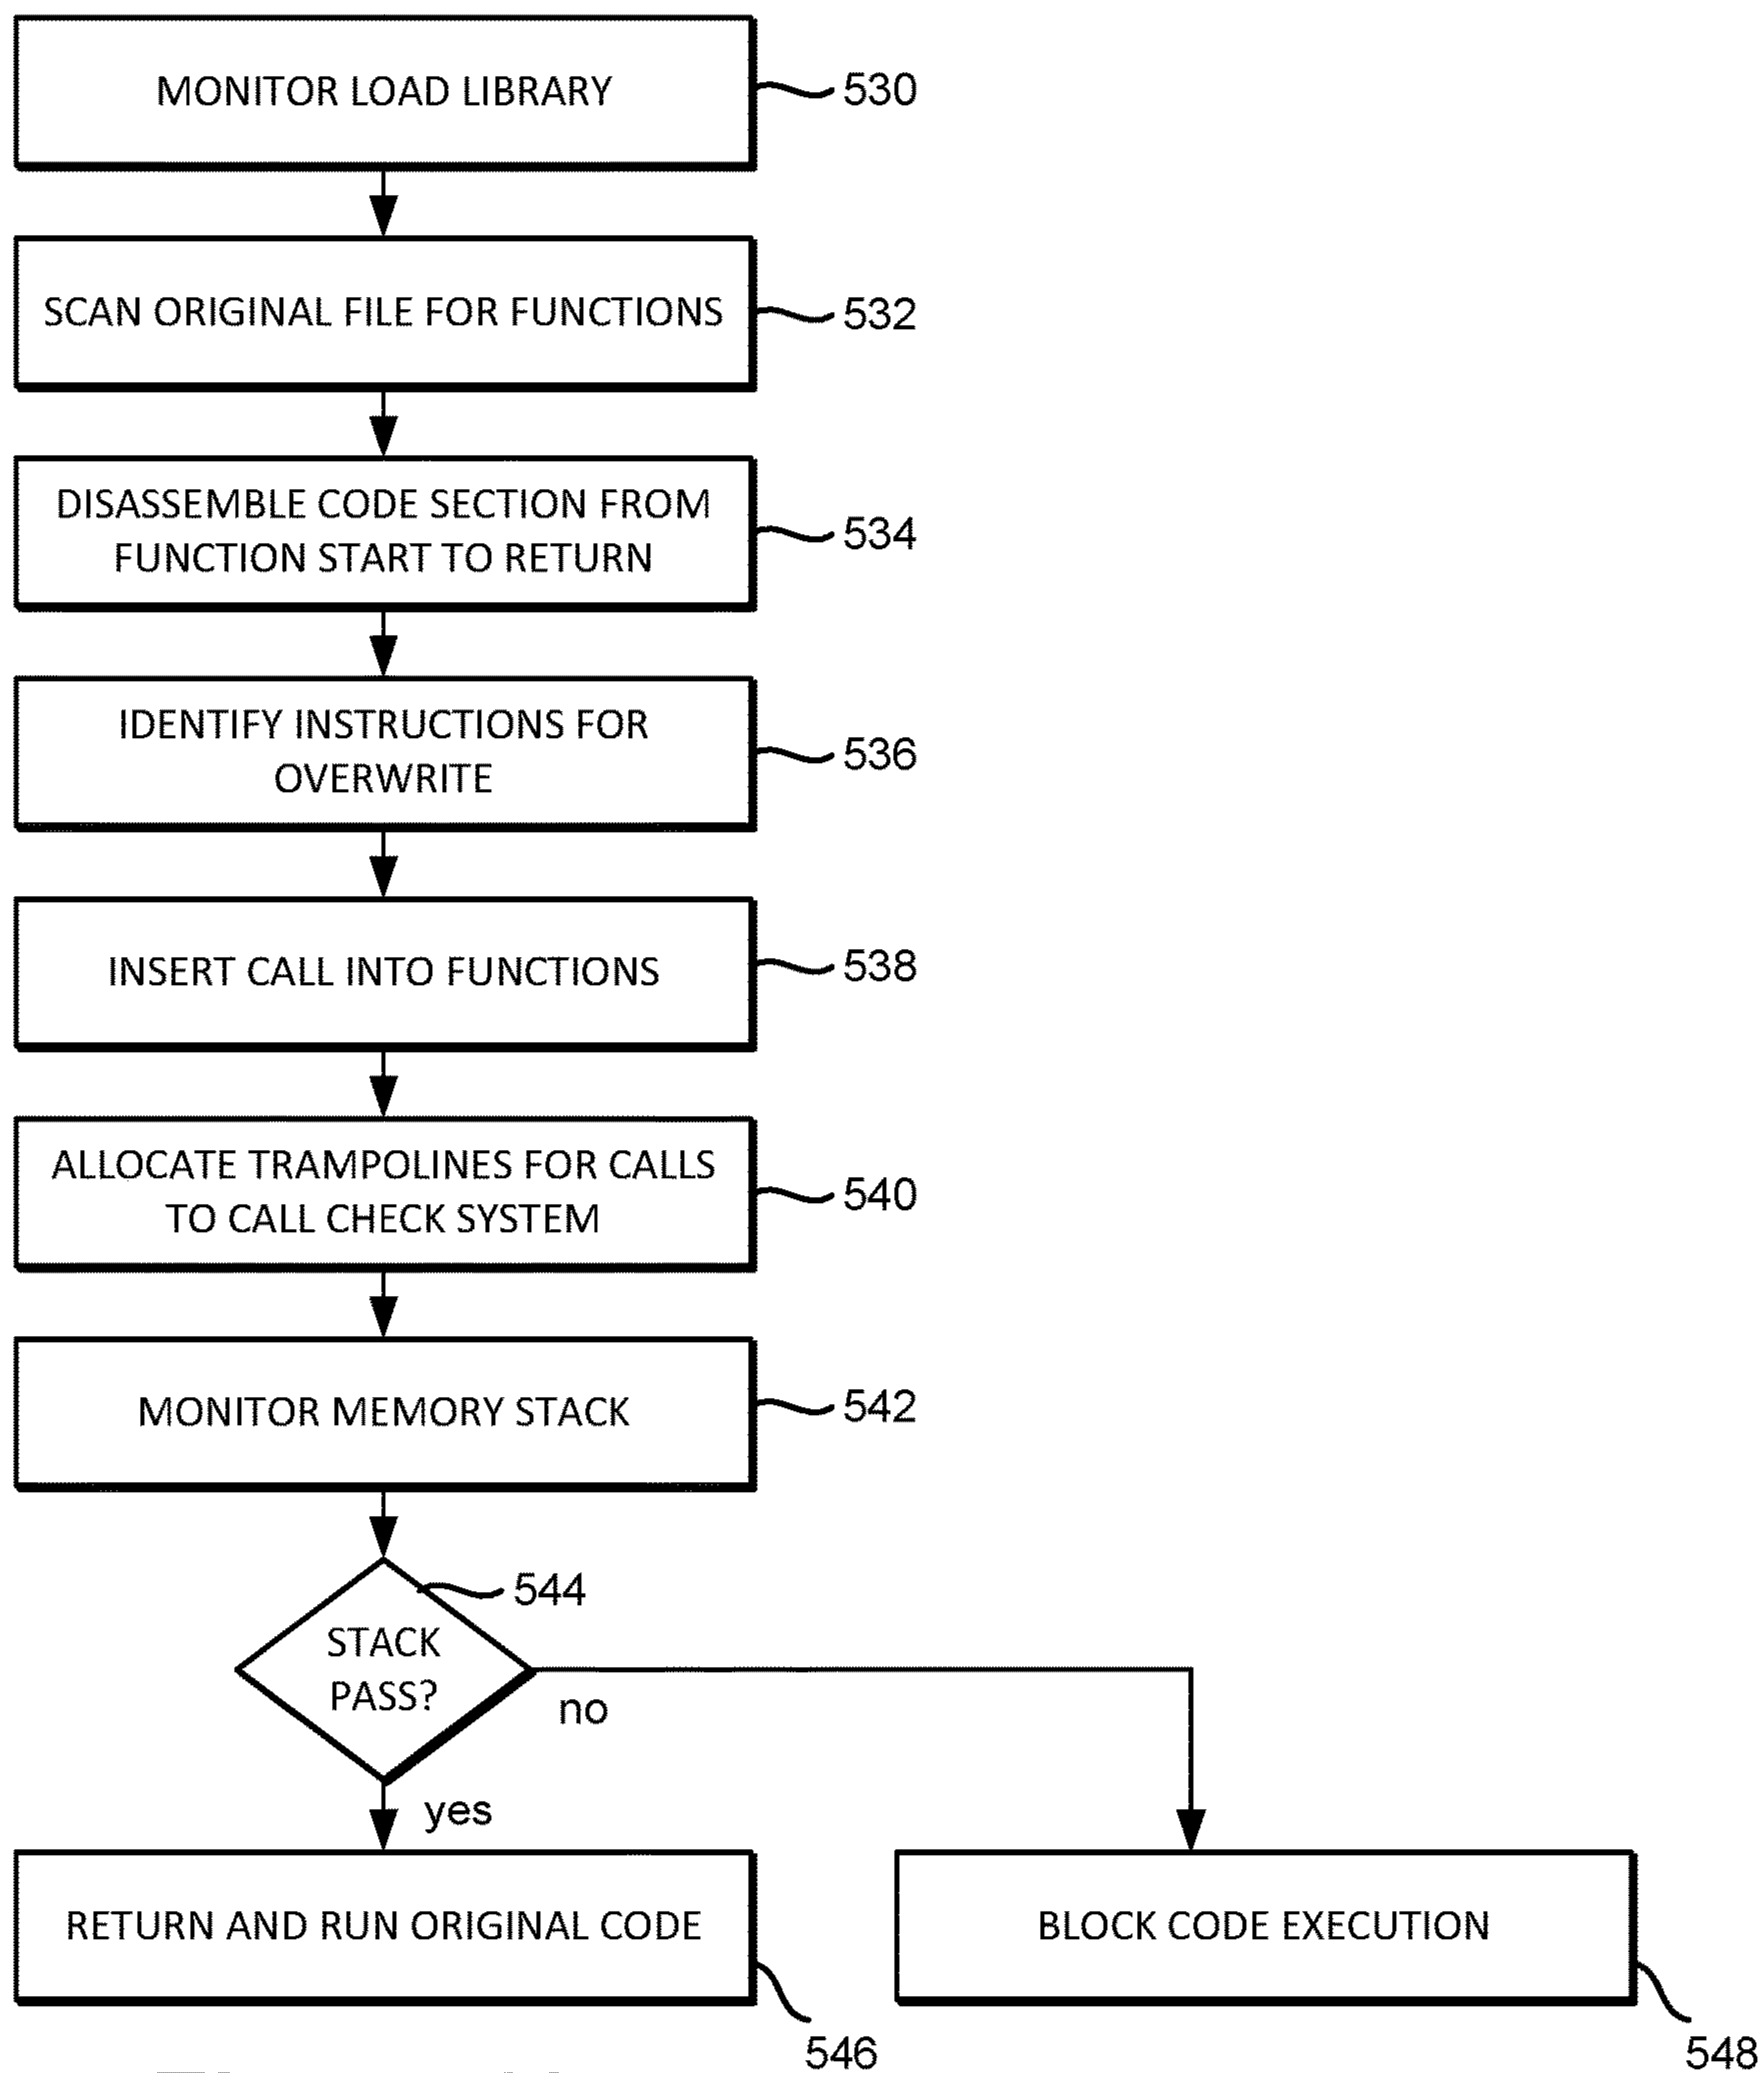 MONITOR LOAD LIBRARY
530
SCAN ORIGINAL FILE FOR FUNCTIONS
532
DISASSEMBLE CODE SECTION FROM
FUNCTION START TO RETURN
534
IDENTIFY INSTRUCTIONS FOR
OVERWRITE
536
INSERT CALL INTO FUNCTIONS
538
ALLOCATE TRAMPOLINES FOR CALLS
TO CALL CHECK SYSTEM
540
MONITOR MEMORY STACK
542
544
STACK
PASS?
no
yes
RETURN AND RUN ORIGINAL CODE
546
BLOCK CODE EXECUTION
548